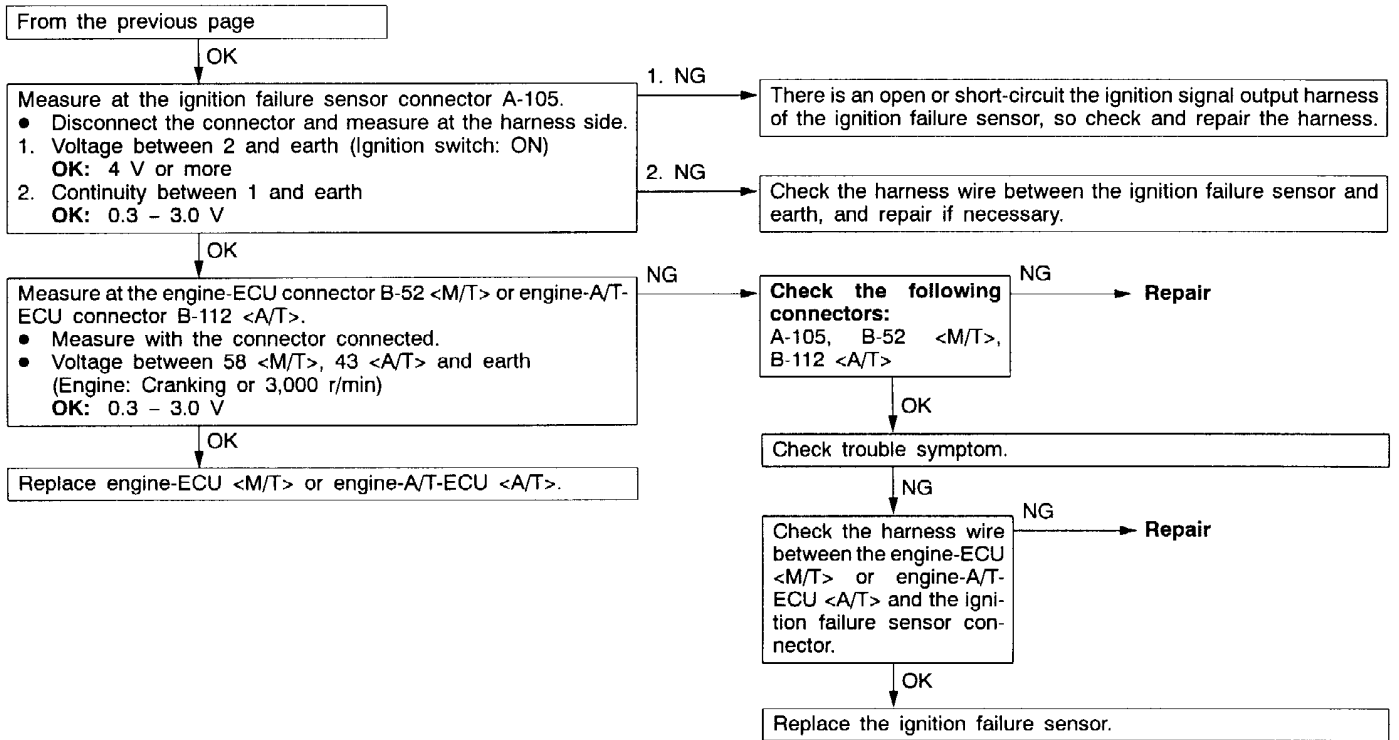 From the previous page
OK
Measure at the ignition failure sensor connector A-105.
● Disconnect the connector and measure at the harness side.
1. Voltage between 2 and earth (Ignition switch: ON)
OK: 4 V or more
2. Continuity between 1 and earth
OK: 0.3 – 3.0 V
1. NG
There is an open or short-circuit the ignition signal output harness
of the ignition failure sensor, so check and repair the harness.
2. NG
Check the harness wire between the ignition failure sensor and
earth, and repair if necessary.
OK
Measure at the engine-ECU connector B-52 <M/T> or engine-A/T-
ECU connector B-112 <A/T>.
● Measure with the connector connected.
● Voltage between 58 <M/T>, 43 <A/T> and earth
(Engine: Cranking or 3,000 r/min)
OK: 0.3 – 3.0 V
NG
Check the following
connectors:
A-105, B-52 <M/T>,
B-112 <A/T>
NG
Repair
OK
Replace engine-ECU <M/T> or engine-A/T-ECU <A/T>.
OK
Check trouble symptom.
NG
Check the harness wire
between the engine-ECU
<M/T> or engine-A/T-
ECU <A/T> and the igni-
tion failure sensor con-
nector.
NG
Repair
OK
Replace the ignition failure sensor.